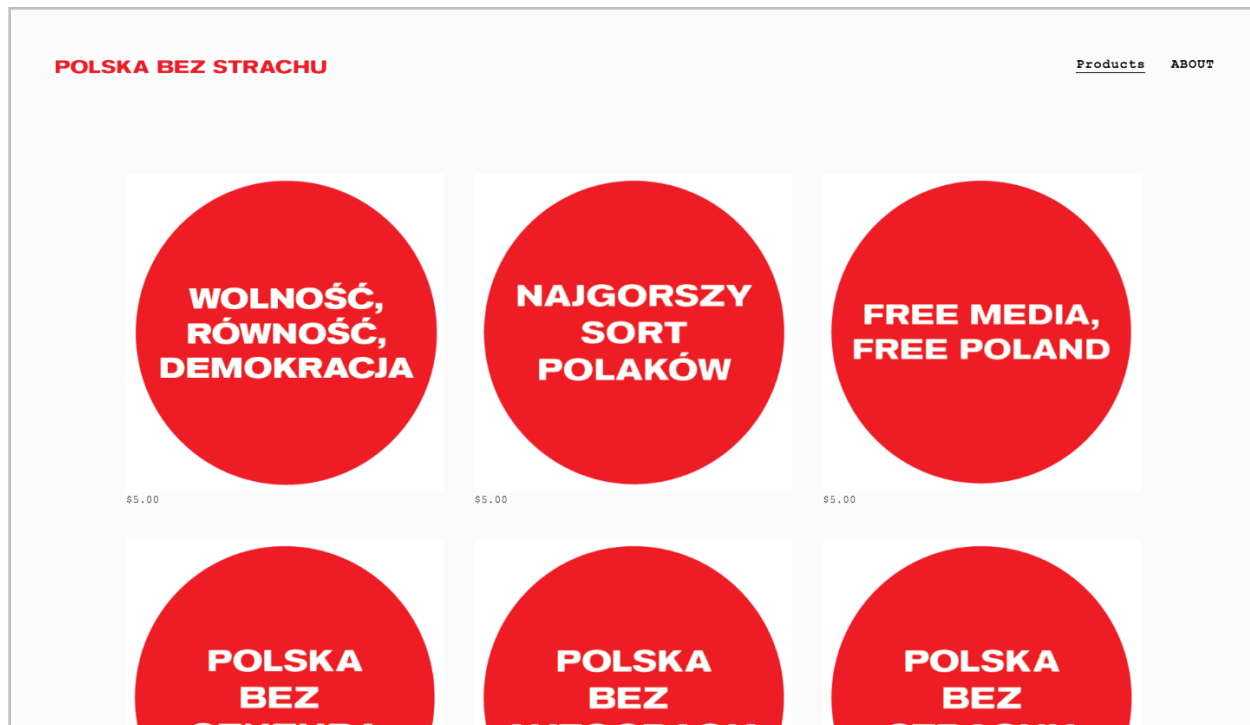 POLSKA BEZ STRACHU
Products ABOUT
WOLNOŚĆ,
RÓWNOŚĆ,
DEMOKRACJA
$5.00
NAJGORSZY
SORT
POLAKÓW
$5.00
FREE MEDIA,
FREE POLAND
$5.00
POLSKA
BEZ
POLSKA
BEZ
POLSKA
BEZ